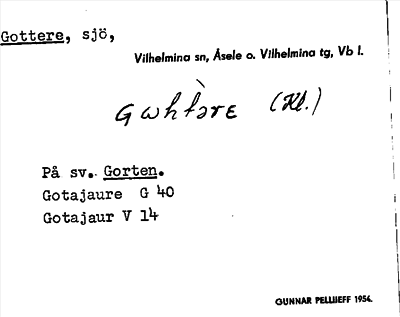 Gottere, sjö,
Vilhelmina sn, Åsele o. Vilhelmina tg, Vb l.
Gωhtəre (Kl.)
På sv. Gorten.
Gotajaure G 40
Gotajaur V 14
GUNNAR PELLIJEFF 1954.